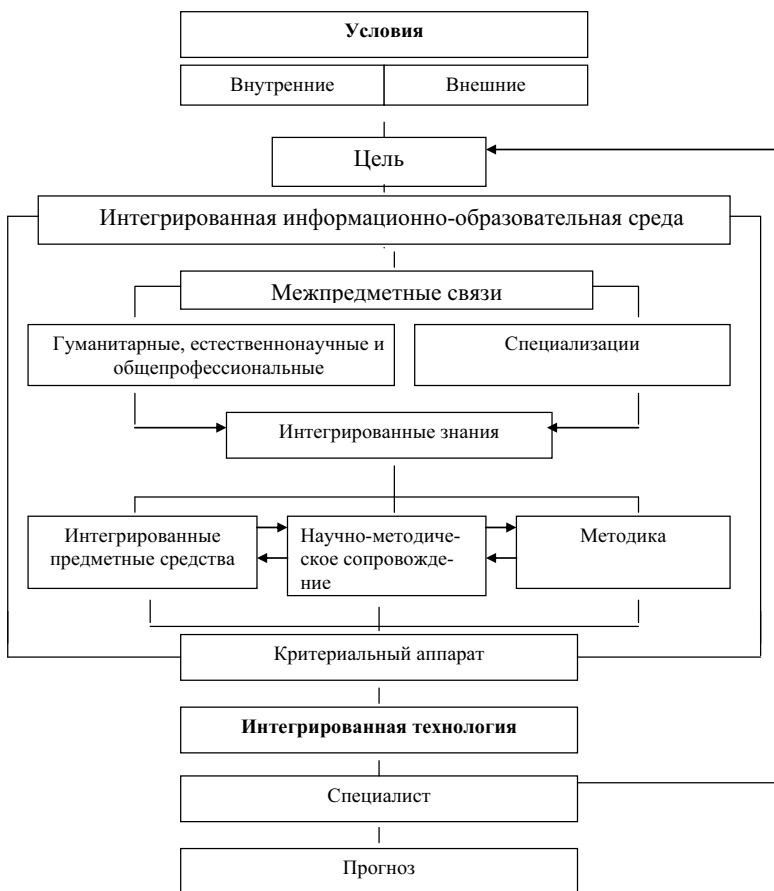 Условия
Внутренние
Внешние
Цель
Интегрированная информационно-образовательная среда
Межпредметные связи
Гуманитарные, естественнонаучные и
общепрофессиональные
Специализации
Интегрированные знания
Интегрированные
предметные средства
Научно-методиче-
ское сопровожде-
ние
Методика
Критериальный аппарат
Интегрированная технология
Специалист
Прогноз